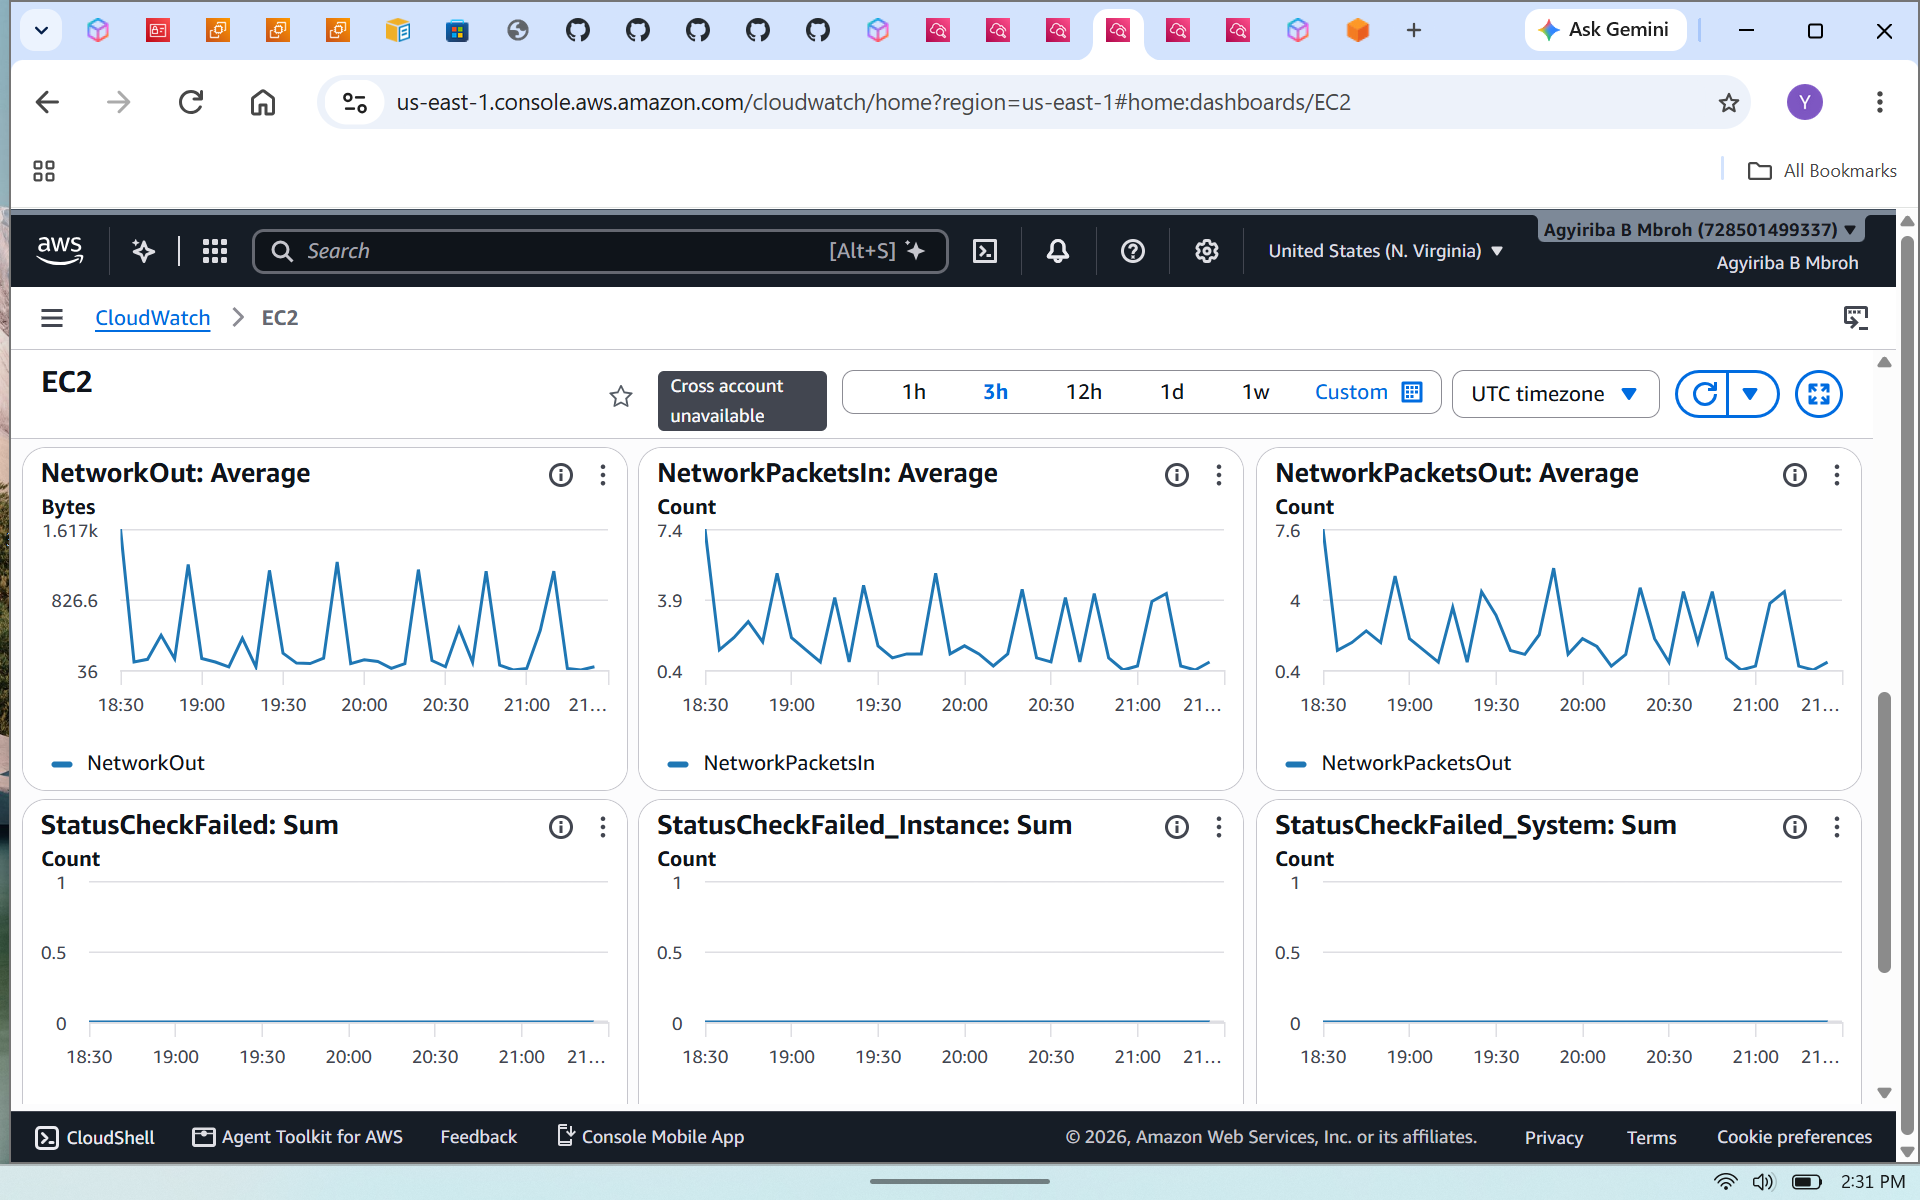 Ask Gemini
us-east-1.console.aws.amazon.com/cloudwatch/home?region=us-east-1#home:dashboards/EC2
Y
All Bookmarks
aws
Search
[Alt+S]
United States (N. Virginia)
Agyiriba B Mbroh (728501499337)
Agyiriba B Mbroh
CloudWatch
EC2
EC2
Cross account
unavailable
1h
3h
12h
1d
1w
Custom
UTC timezone
NetworkOut: Average
Bytes
1.617k
826.6
36
18:30 19:00 19:30 20:00 20:30 21:00 21...
NetworkOut
NetworkPacketsIn: Average
Count
7.4
3.9
0.4
18:30 19:00 19:30 20:00 20:30 21:00 21...
NetworkPacketsIn
NetworkPacketsOut: Average
Count
7.6
4
0.4
18:30 19:00 19:30 20:00 20:30 21:00 21...
NetworkPacketsOut
StatusCheckFailed: Sum
Count
1
0.5
0
18:30 19:00 19:30 20:00 20:30 21:00 21...
StatusCheckFailed_Instance: Sum
Count
1
0.5
0
18:30 19:00 19:30 20:00 20:30 21:00 21...
StatusCheckFailed_System: Sum
Count
1
0.5
0
18:30 19:00 19:30 20:00 20:30 21:00 21...
CloudShell
Agent Toolkit for AWS
Feedback
Console Mobile App
© 2026, Amazon Web Services, Inc. or its affiliates.
Privacy
Terms
Cookie preferences
2:31 PM